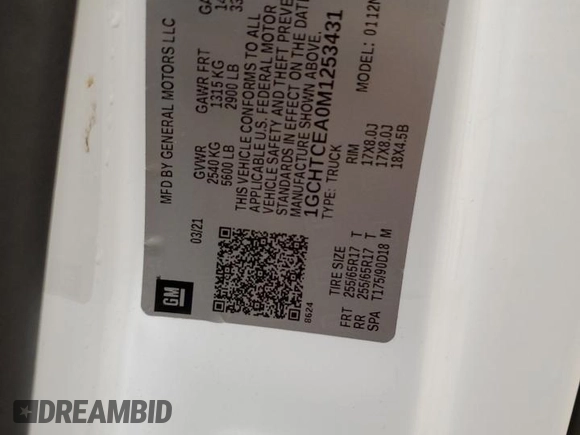 MFD BY GENERAL MOTORS LLC
03/21
GVWR
2540 KG
5600 LB
GAWR FRT
1315 KG
2900 LB
THIS VEHICLE CONFORMS TO ALL
APPLICABLE U.S. FEDERAL MOTOR
VEHICLE SAFETY AND THEFT PREVE
STANDARDS IN EFFECT ON THE DATE
MANUFACTURE SHOWN ABOVE.
1GCHTCEA0M1253431
TYPE: TRUCK
MODEL: 0112N
GM
8624
TIRE SIZE RIM
FRT 255/65R17 T 17X8.0J
RR 255/65R17 T 17X8.0J
SPA T175/90D18 M 18X4.5B
DREAMBID